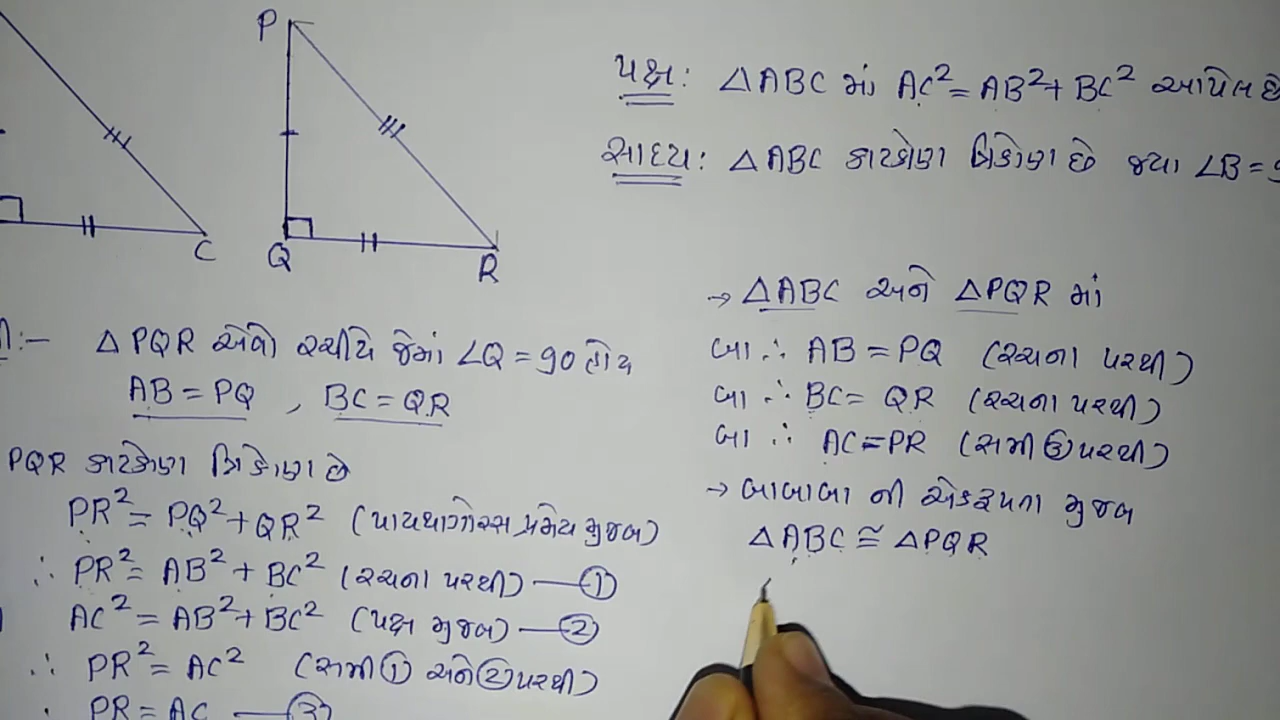 P
C
Q
R
પક્ષ: △ABC માં AC² = AB² + BC² આપેલ છે
સાધ્ય: △ABC કાટકોણ ત્રિકોણ છે જ્યા ∠B =
:– △PQR એવો રચીયે જેમાં ∠Q = 90 હોય
AB = PQ , BC = QR
PQR કાટકોણ ત્રિકોણ છે
PR² = PQ² + QR² (પાયથાગોરસ પ્રમેય મુજબ)
∴ PR² = AB² + BC² (રચના પરથી) — ①
AC² = AB² + BC² (પક્ષ મુજબ) — ②
∴ PR² = AC² (સમી ① અને ② પરથી)
PR = AC — ③
→ △ABC અને △PQR માં
બા ∴ AB = PQ (રચના પરથી)
બા ∴ BC = QR (રચના પરથી)
બા ∴ AC = PR (સમી ③ પરથી)
→ બાબાબા ની એકરૂપતા મુજબ
△ABC ≅ △PQR